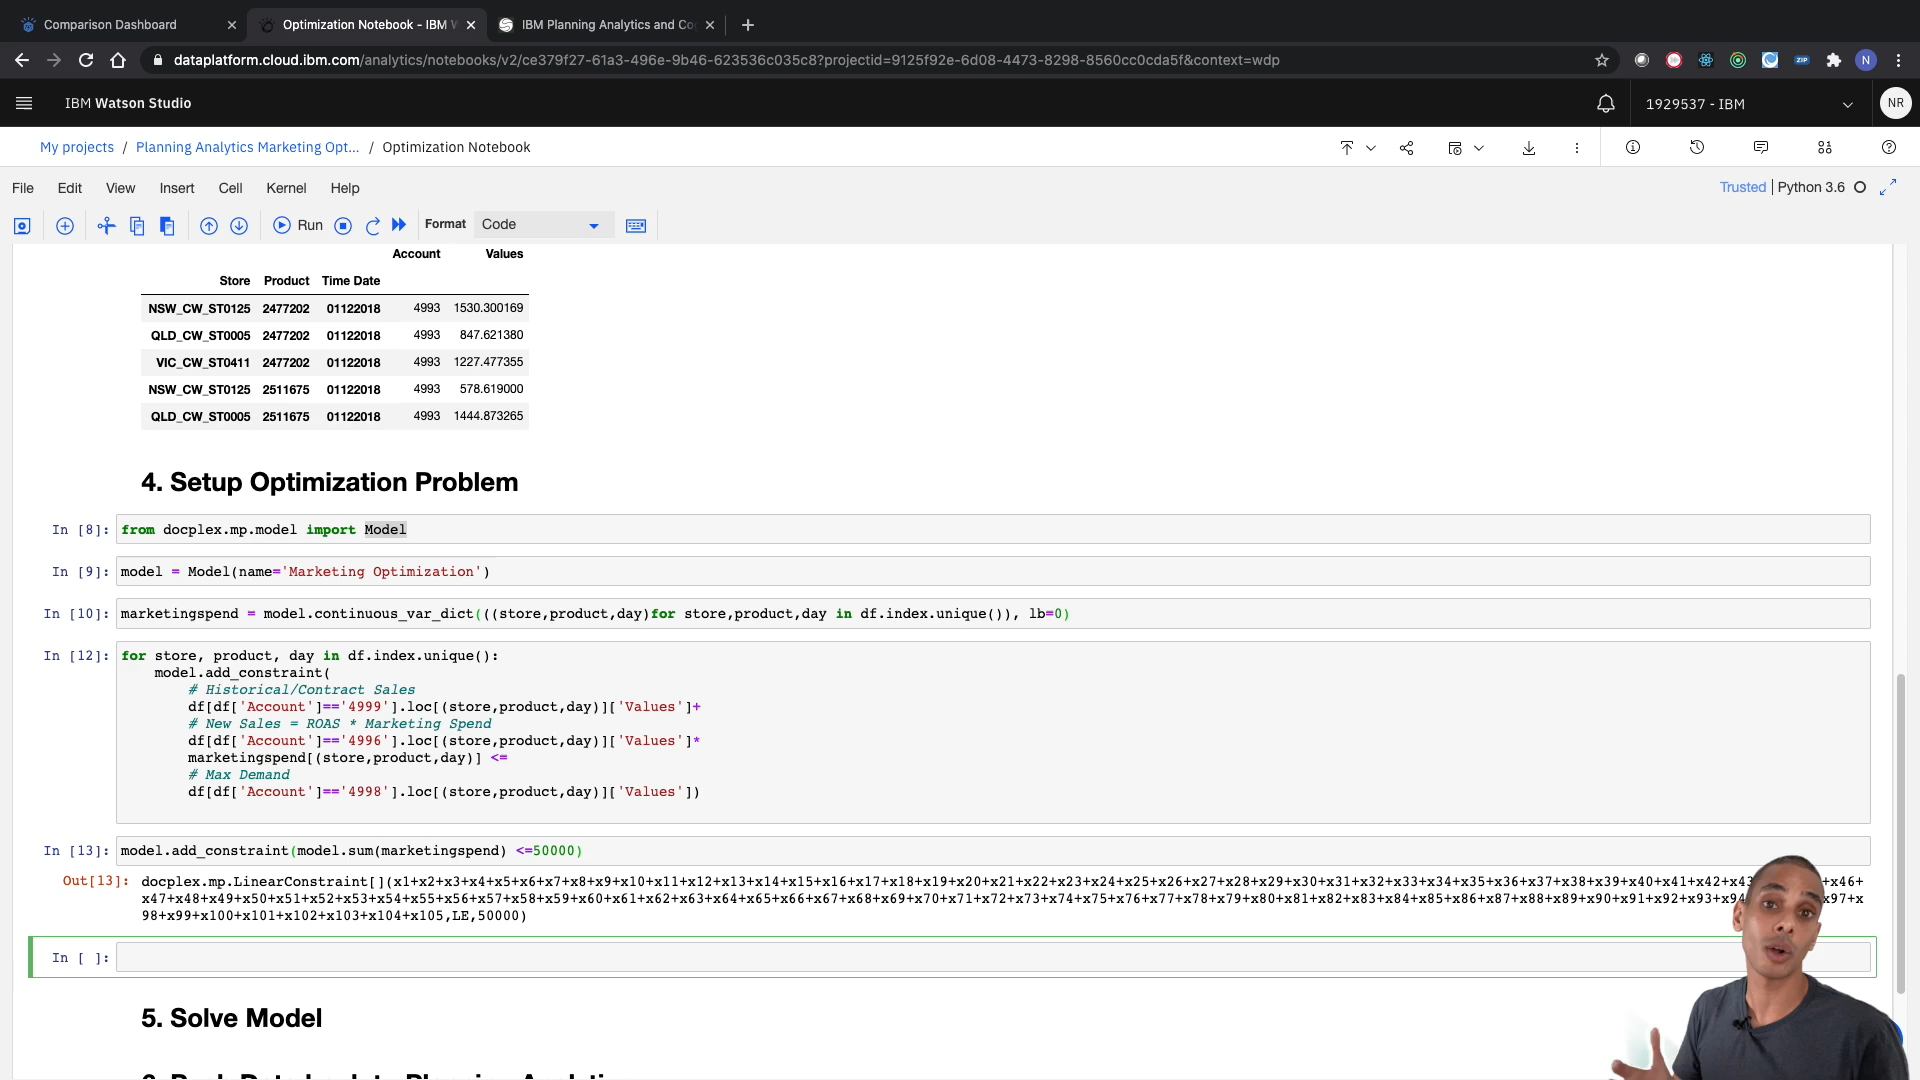 Comparison Dashboard
Optimization Notebook - IBM W
IBM Planning Analytics and Co
dataplatform.cloud.ibm.com/analytics/notebooks/v2/ce379f27-61a3-496e-9b46-623536c035c8?projectid=9125f92e-6d08-4473-8298-8560cc0cda5f&context=wdp
ZIP
N
IBM Watson Studio
1929537 - IBM
NR
My projects / Planning Analytics Marketing Opt... / Optimization Notebook
File Edit View Insert Cell Kernel Help
Trusted | Python 3.6
Run
Format
Code
Account Values
Store Product Time Date
NSW_CW_ST0125 2477202 01122018 4993 1530.300169
QLD_CW_ST0005 2477202 01122018 4993 847.621380
VIC_CW_ST0411 2477202 01122018 4993 1227.477355
NSW_CW_ST0125 2511675 01122018 4993 578.619000
QLD_CW_ST0005 2511675 01122018 4993 1444.873265
4. Setup Optimization Problem
In [8]: from docplex.mp.model import Model
In [9]: model = Model(name='Marketing Optimization')
In [10]: marketingspend = model.continuous_var_dict(((store,product,day)for store,product,day in df.index.unique()), lb=0)
In [12]: for store, product, day in df.index.unique():
model.add_constraint(
# Historical/Contract Sales
df[df['Account']=='4999'].loc[(store,product,day)]['Values']+
# New Sales = ROAS * Marketing Spend
df[df['Account']=='4996'].loc[(store,product,day)]['Values']*
marketingspend[(store,product,day)] <=
# Max Demand
df[df['Account']=='4998'].loc[(store,product,day)]['Values'])
In [13]: model.add_constraint(model.sum(marketingspend) <=50000)
Out[13]: docplex.mp.LinearConstraint[](x1+x2+x3+x4+x5+x6+x7+x8+x9+x10+x11+x12+x13+x14+x15+x16+x17+x18+x19+x20+x21+x22+x23+x24+x25+x26+x27+x28+x29+x30+x31+x32+x33+x34+x35+x36+x37+x38+x39+x40+x41+x42+x43 +x46+
+x47+x48+x49+x50+x51+x52+x53+x54+x55+x56+x57+x58+x59+x60+x61+x62+x63+x64+x65+x66+x67+x68+x69+x70+x71+x72+x73+x74+x75+x76+x77+x78+x79+x80+x81+x82+x83+x84+x85+x86+x87+x88+x89+x90+x91+x92+x93+x94 x97+x
98+x99+x100+x101+x102+x103+x104+x105,LE,50000)
In [ ]:
5. Solve Model